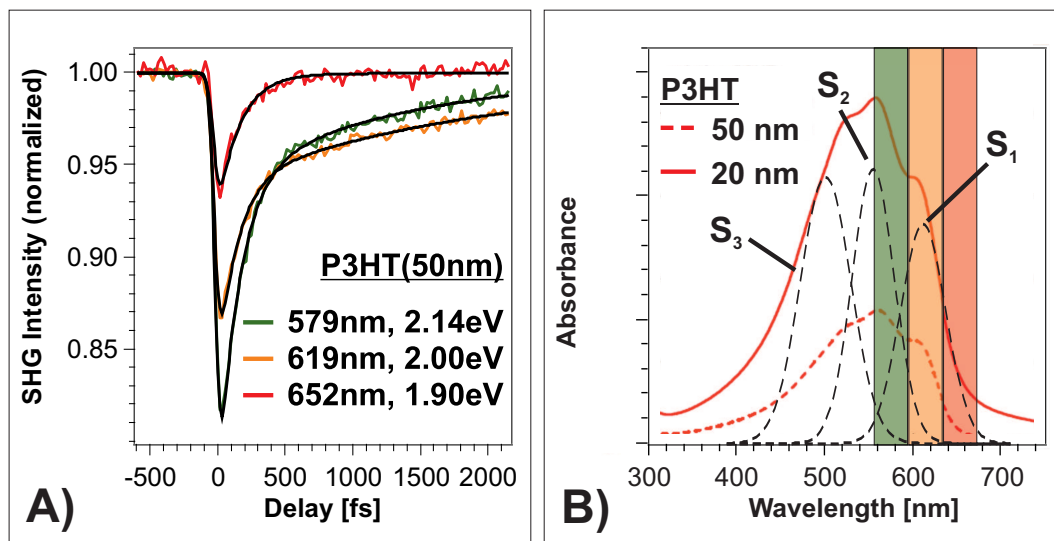 SHG Intensity (normalized)
1.00
0.95
0.90
0.85
P3HT(50nm)
579nm, 2.14eV
619nm, 2.00eV
652nm, 1.90eV
-500 0 500 1000 1500 2000
Delay [fs]
A)
Absorbance
P3HT
50 nm
20 nm
S2
S1
S3
300 400 500 600 700
Wavelength [nm]
B)